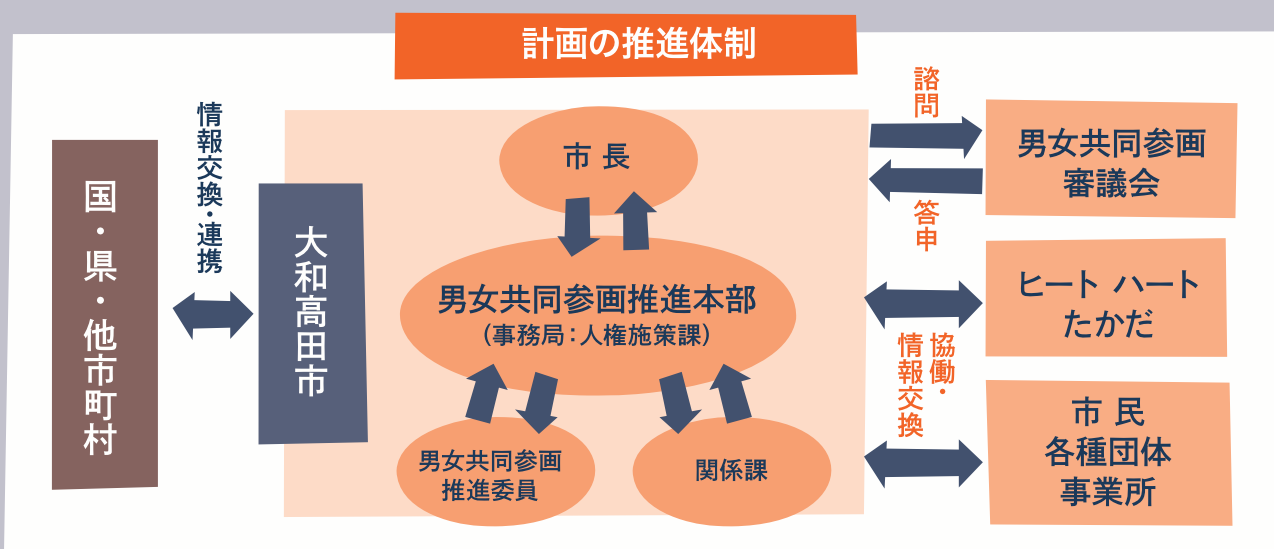 計画の推進体制
国・県・他市町村
情報交換・連携
大和高田市
市 長
男女共同参画推進本部
（事務局：人権施策課）
男女共同参画
推進委員
関係課
諮問
答申
協働・
情報交換
男女共同参画
審議会
ヒート ハート
たかだ
市 民
各種団体
事業所